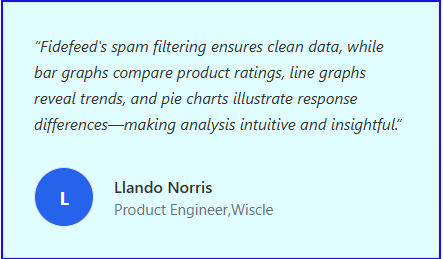 “Fidefeed's spam filtering ensures clean data, while
bar graphs compare product ratings, line graphs
reveal trends, and pie charts illustrate response
differences—making analysis intuitive and insightful.”
L
Llando Norris
Product Engineer,Wiscle